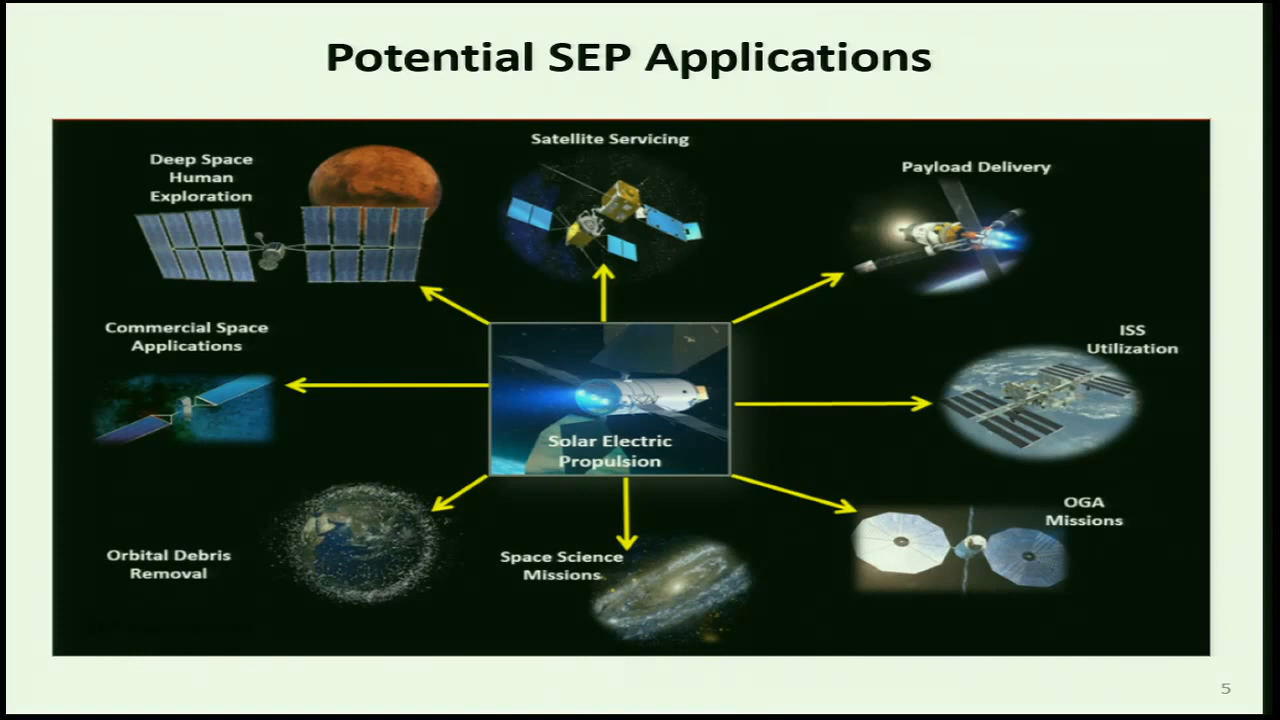 Potential SEP Applications
Deep Space
Human
Exploration
Satellite Servicing
Payload Delivery
Commercial Space
Applications
ISS
Utilization
Solar Electric
Propulsion
Orbital Debris
Removal
Space Science
Missions
OGA
Missions
5